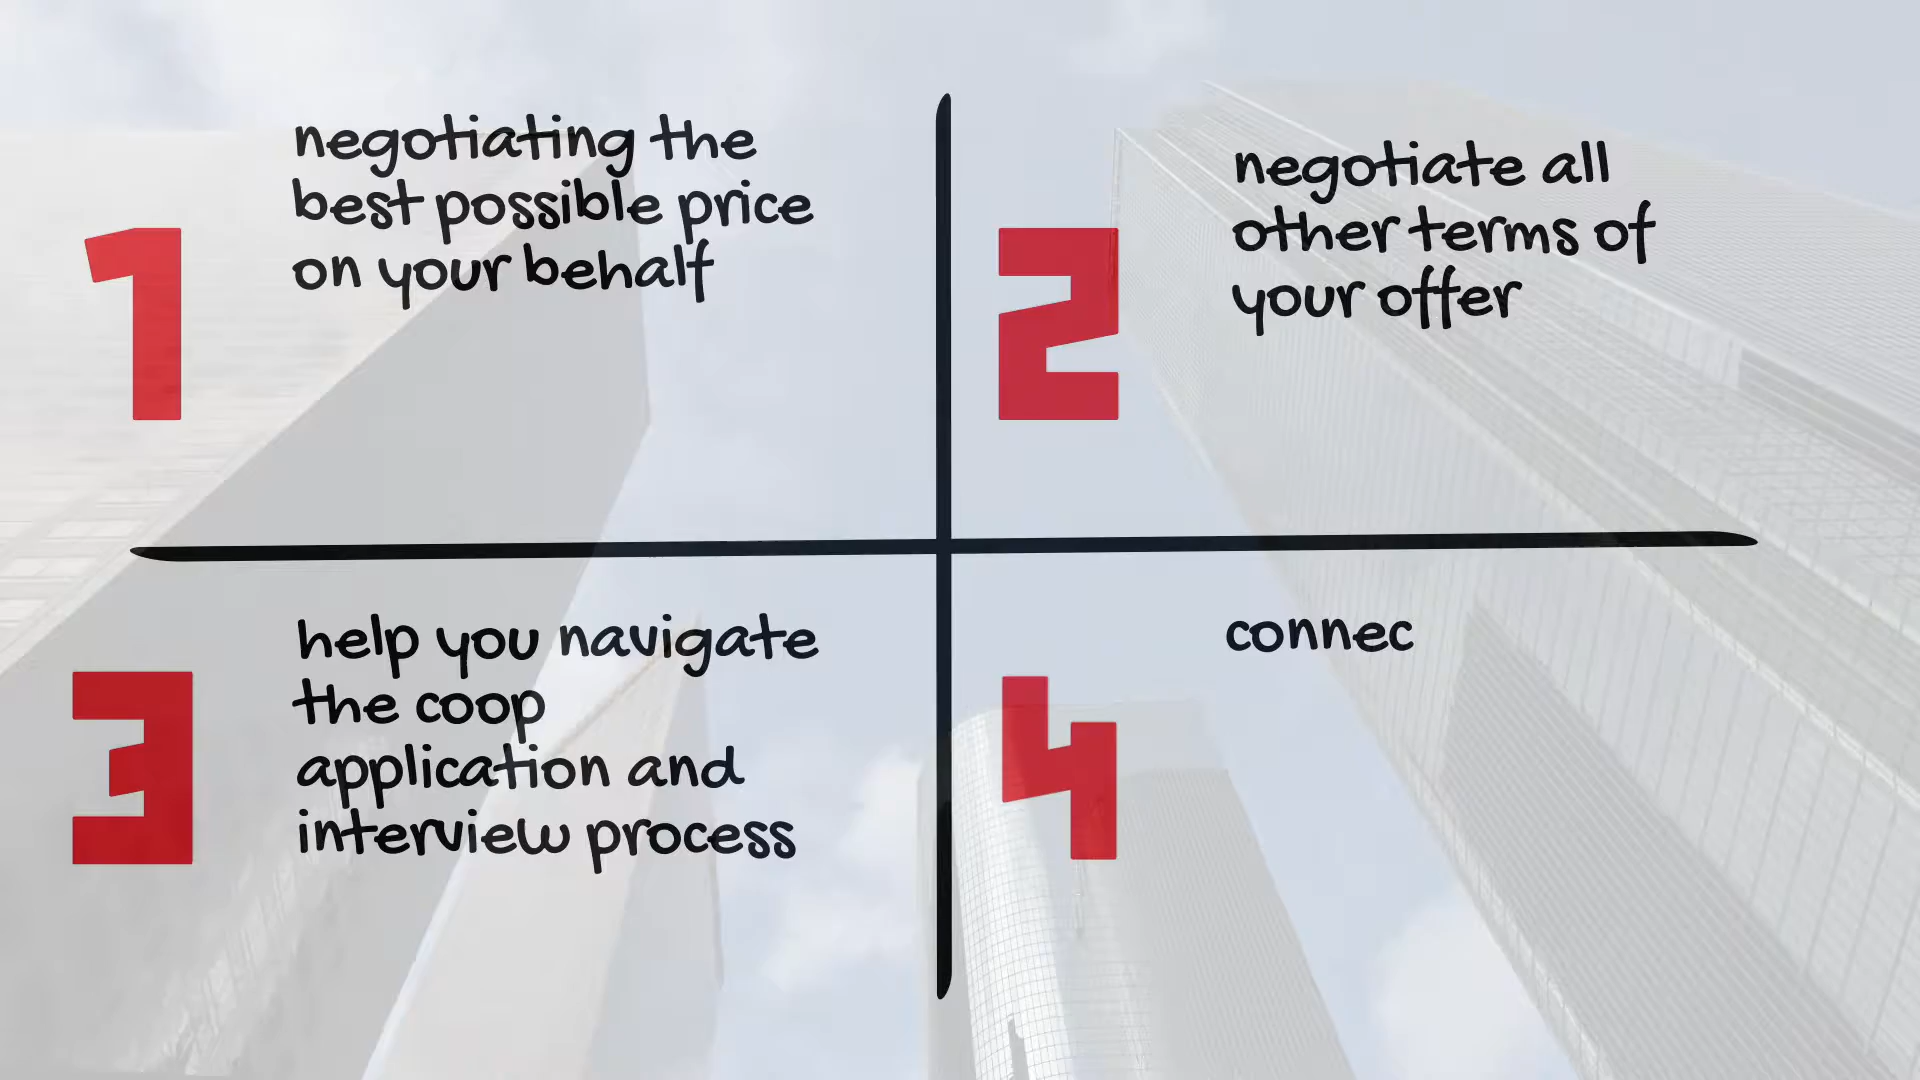 1
negotiating the
best possible price
on your behalf
2
negotiate all
other terms of
your offer
3
help you navigate
the coop
application and
interview process
4
connec